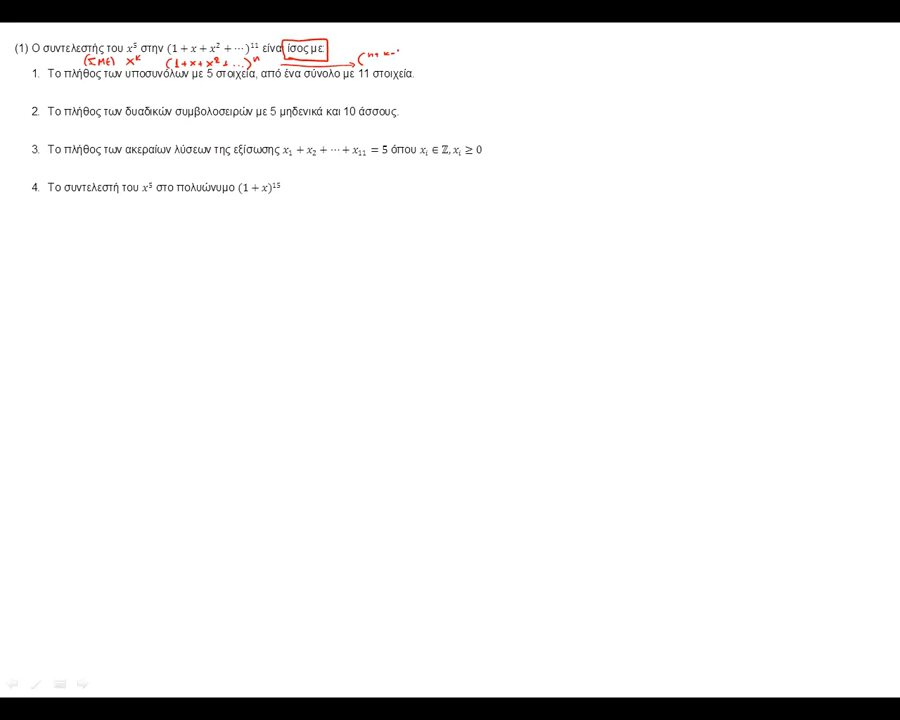 (1) Ο συντελεστής του x⁵ στην (1 + x + x² + ⋯)¹¹ είναι ίσος με:
(ΣΜΕ) x^κ (1 + x + x² + ...)^n → (n+κ-
1. Το πλήθος των υποσυνόλων με 5 στοιχεία, από ένα σύνολο με 11 στοιχεία.
2. Το πλήθος των δυαδικών συμβολοσειρών με 5 μηδενικά και 10 άσσους.
3. Το πλήθος των ακεραίων λύσεων της εξίσωσης x₁ + x₂ + ⋯ + x₁₁ = 5 όπου xᵢ ∈ ℤ, xᵢ ≥ 0
4. Το συντελεστή του x⁵ στο πολυώνυμο (1 + x)¹⁵